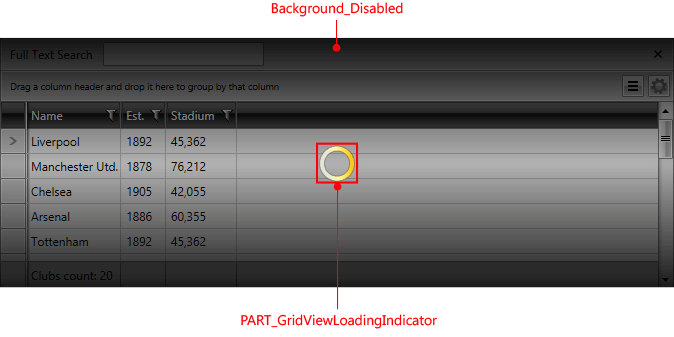 Background_Disabled
Full Text Search
Drag a column header and drop it here to group by that column
Name Est. Stadium
Liverpool 1892 45,362
Manchester Utd. 1878 76,212
Chelsea 1905 42,055
Arsenal 1886 60,355
Tottenham 1892 45,362
Clubs count: 20
PART_GridViewLoadingIndicator